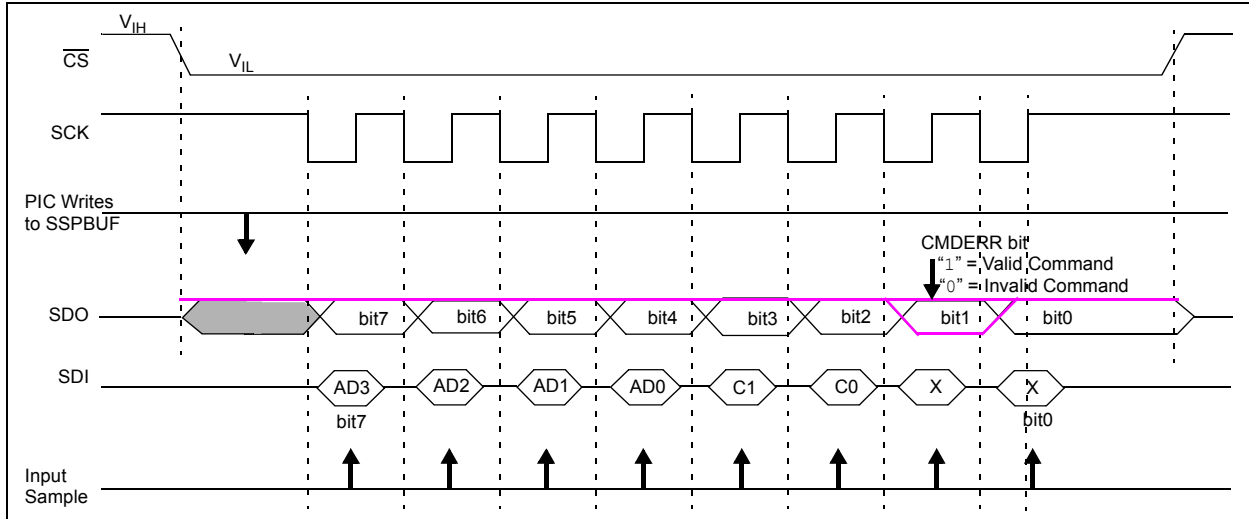 VIH
CS
VIL
SCK
PIC Writes
to SSPBUF
CMDERR bit
“1” = Valid Command
“0” = Invalid Command
SDO bit7 bit6 bit5 bit4 bit3 bit2 bit1 bit0
SDI AD3 AD2 AD1 AD0 C1 C0 X X
bit7 bit0
Input
Sample